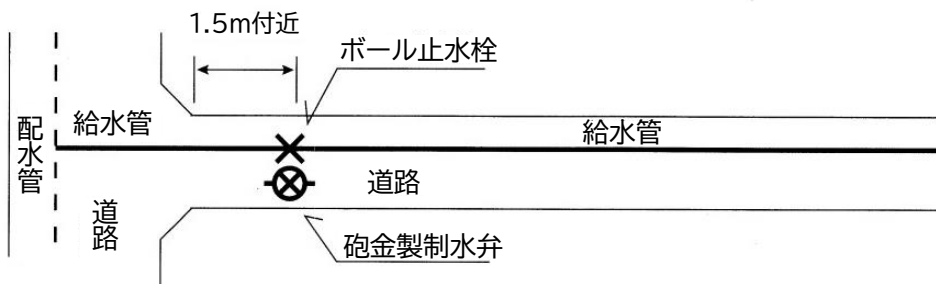 1.5m付近
ボール止水栓
給水管
給水管
配水管
道路
道路
砲金製制水弁